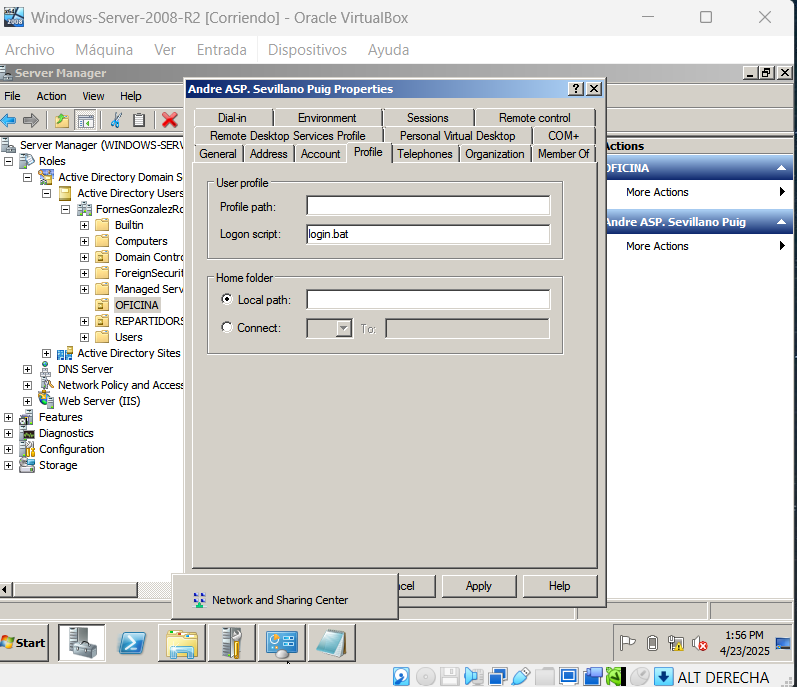 Windows-Server-2008-R2 [Corriendo] - Oracle VirtualBox
Archivo Máquina Ver Entrada Dispositivos Ayuda
Server Manager
File Action View Help
Server Manager (WINDOWS-SERV
Roles
Active Directory Domain S
Active Directory Users
FornesGonzalezRo
Builtin
Computers
Domain Contro
ForeignSecurit
Managed Serv
OFICINA
REPARTIDORS
Users
Active Directory Sites
DNS Server
Network Policy and Access
Web Server (IIS)
Features
Diagnostics
Configuration
Storage
Andre ASP. Sevillano Puig Properties
Dial-in Environment Sessions Remote control
Remote Desktop Services Profile Personal Virtual Desktop COM+
General Address Account Profile Telephones Organization Member Of
User profile
Profile path:
Logon script: login.bat
Home folder
Local path:
Connect: To:
cel Apply Help
Actions
OFICINA
More Actions
Andre ASP. Sevillano Puig
More Actions
Network and Sharing Center
Start
1:56 PM
4/23/2025
ALT DERECHA